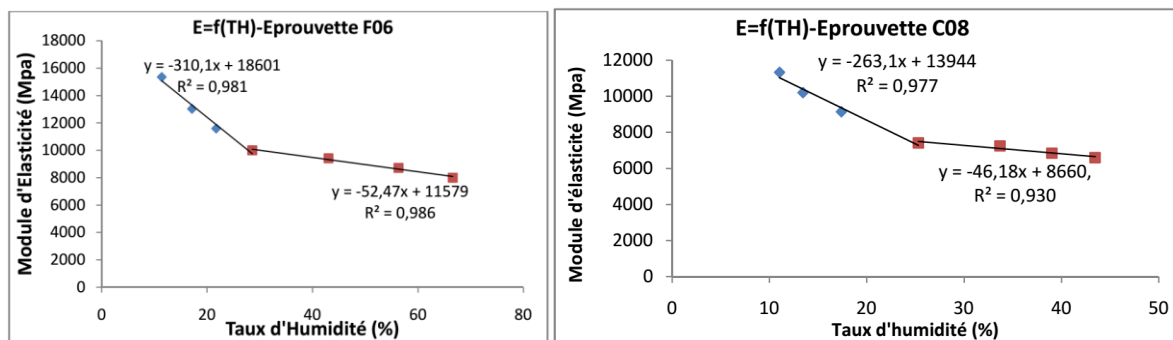 E=f(TH)-Eprouvette F06
Module d'Elasticité (Mpa)
18000
16000
14000
12000
10000
8000
6000
4000
2000
0
y = -310,1x + 18601
R² = 0,981
y = -52,47x + 11579
R² = 0,986
0 20 40 60 80
Taux d'Humidité (%)
E=f(TH)-Eprouvette C08
Module d'élasticité (Mpa)
12000
10000
8000
6000
4000
2000
0
y = -263,1x + 13944
R² = 0,977
y = -46,18x + 8660,
R² = 0,930
0 10 20 30 40 50
Taux d'humidité (%)